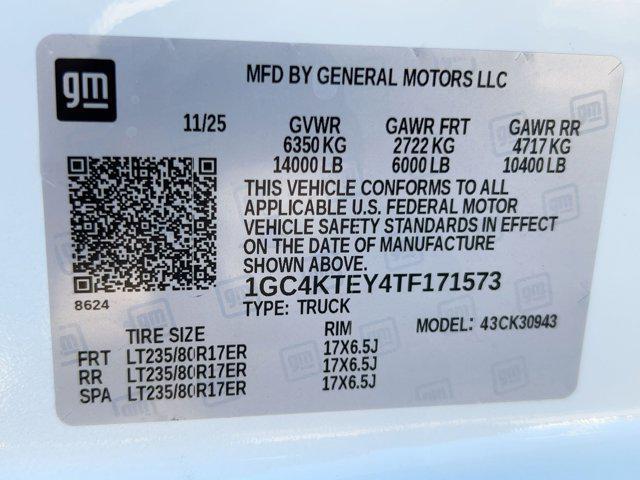 gm
MFD BY GENERAL MOTORS LLC
11/25 GVWR GAWR FRT GAWR RR
6350 KG 2722 KG 4717 KG
14000 LB 6000 LB 10400 LB
THIS VEHICLE CONFORMS TO ALL
APPLICABLE U.S. FEDERAL MOTOR
VEHICLE SAFETY STANDARDS IN EFFECT
ON THE DATE OF MANUFACTURE
SHOWN ABOVE.
1GC4KTEY4TF171573
8624
TYPE: TRUCK
TIRE SIZE RIM MODEL: 43CK30943
FRT LT235/80R17ER 17X6.5J
RR LT235/80R17ER 17X6.5J
SPA LT235/80R17ER 17X6.5J